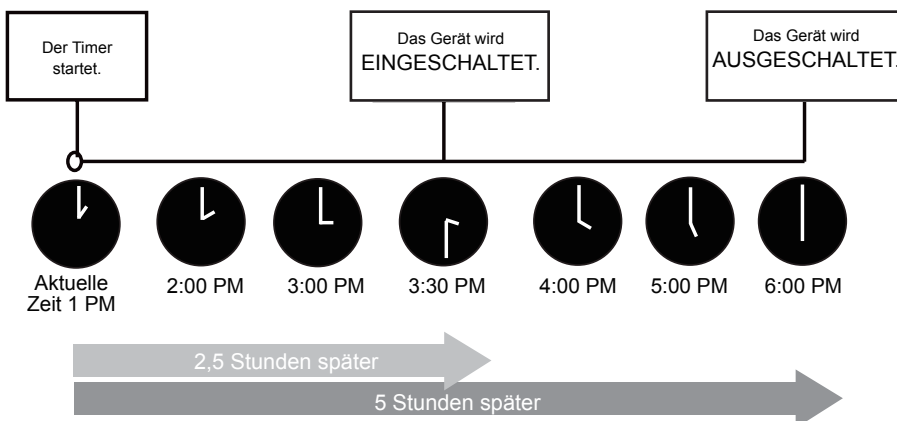 Der Timer
startet.
Das Gerät wird
EINGESCHALTET.
Das Gerät wird
AUSGESCHALTET.
Aktuelle
Zeit 1 PM
2:00 PM
3:00 PM
3:30 PM
4:00 PM
5:00 PM
6:00 PM
2,5 Stunden später
5 Stunden später